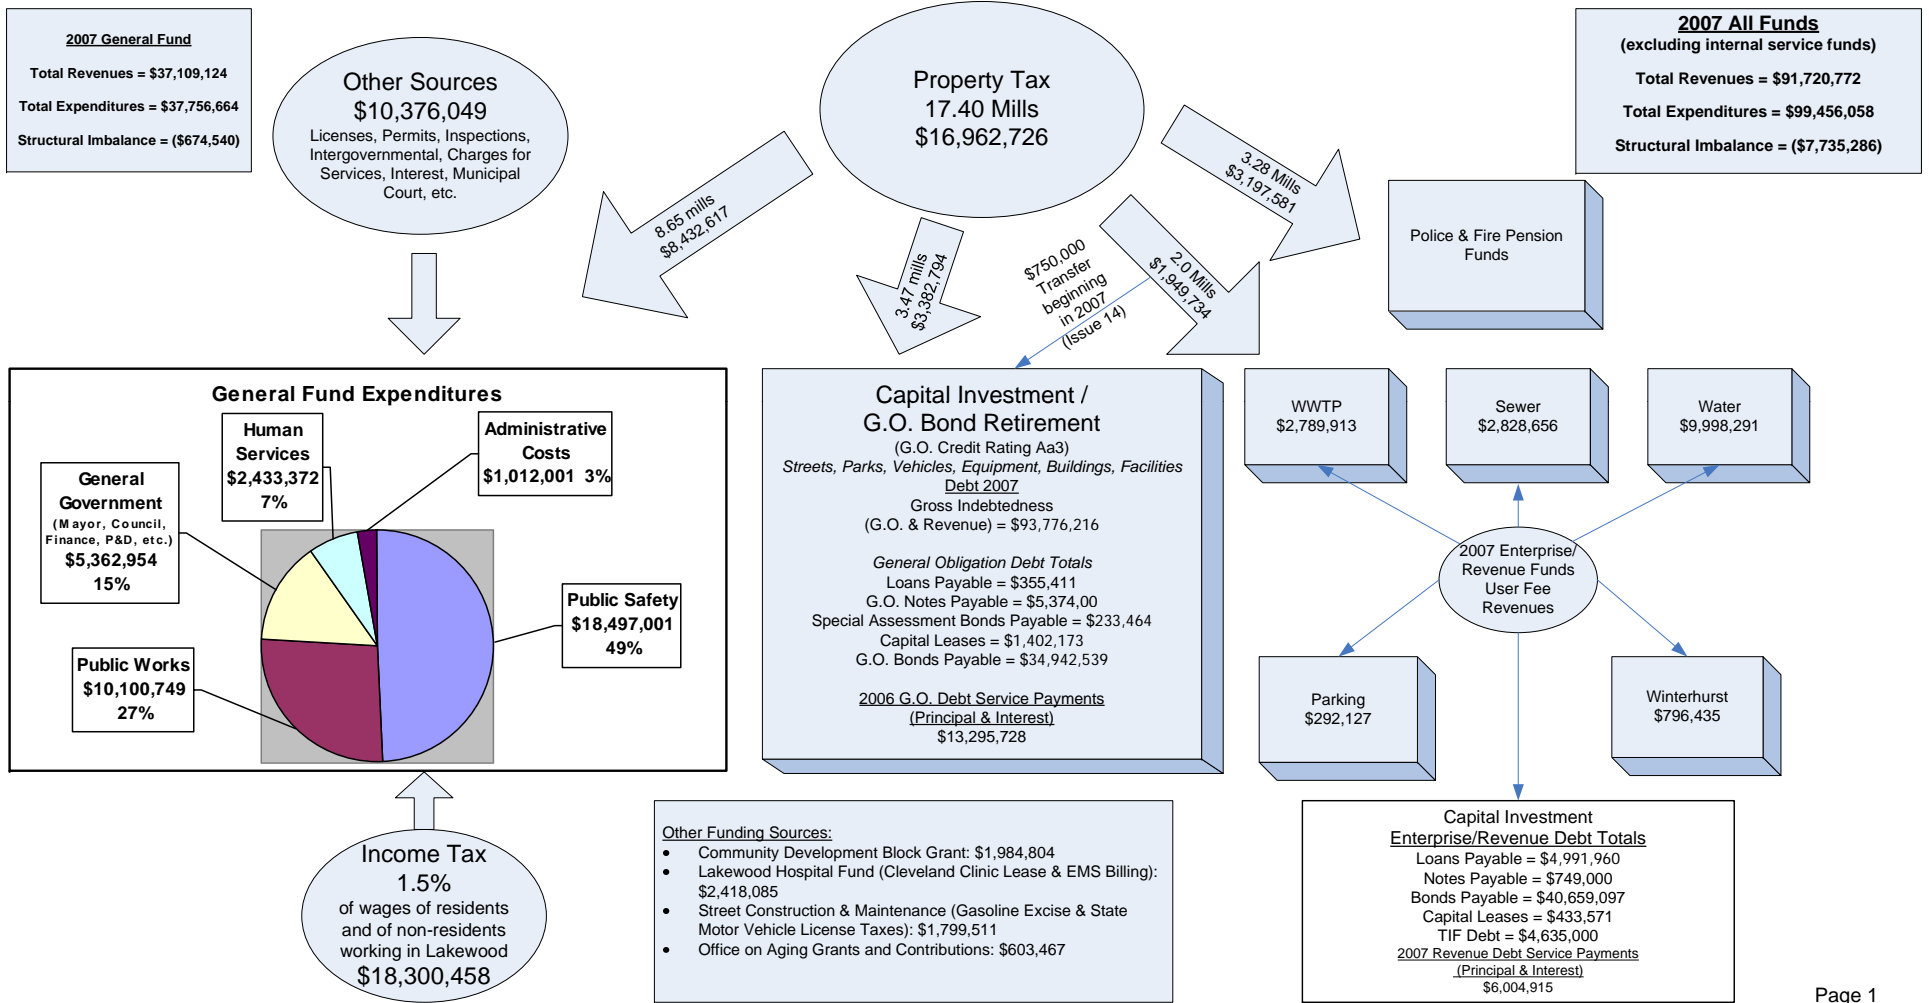 2007 General Fund
Total Revenues = $37,109,124
Total Expenditures = $37,756,664
Structural Imbalance = ($674,540)
Other Sources
$10,376,049
Licenses, Permits, Inspections,
Intergovernmental, Charges for
Services, Interest, Municipal
Court, etc.
Property Tax
17.40 Mills
$16,962,726
2007 All Funds
(excluding internal service funds)
Total Revenues = $91,720,772
Total Expenditures = $99,456,058
Structural Imbalance = ($7,735,286)
8.65 mills
$8,432,617
3.47 mills
$3,382,794
$750,000
Transfer
beginning
in 2007
(Issue 14)
2.0 Mills
$1,949,734
3.28 Mills
$3,197,581
Police & Fire Pension
Funds
General Fund Expenditures
Human
Services
$2,433,372
7%
Administrative
Costs
$1,012,001 3%
General
Government
(Mayor, Council,
Finance, P&D, etc.)
$5,362,954
15%
Public Safety
$18,497,001
49%
Public Works
$10,100,749
27%
Capital Investment /
G.O. Bond Retirement
(G.O. Credit Rating Aa3)
Streets, Parks, Vehicles, Equipment, Buildings, Facilities
Debt 2007
Gross Indebtedness
(G.O. & Revenue) = $93,776,216
General Obligation Debt Totals
Loans Payable = $355,411
G.O. Notes Payable = $5,374,00
Special Assessment Bonds Payable = $233,464
Capital Leases = $1,402,173
G.O. Bonds Payable = $34,942,539
2006 G.O. Debt Service Payments
(Principal & Interest)
$13,295,728
WWTP
$2,789,913
Sewer
$2,828,656
Water
$9,998,291
2007 Enterprise/
Revenue Funds
User Fee
Revenues
Parking
$292,127
Winterhurst
$796,435
Income Tax
1.5%
of wages of residents
and of non-residents
working in Lakewood
$18,300,458
Other Funding Sources:
• Community Development Block Grant: $1,984,804
• Lakewood Hospital Fund (Cleveland Clinic Lease & EMS Billing):
$2,418,085
• Street Construction & Maintenance (Gasoline Excise & State
Motor Vehicle License Taxes): $1,799,511
• Office on Aging Grants and Contributions: $603,467
Capital Investment
Enterprise/Revenue Debt Totals
Loans Payable = $4,991,960
Notes Payable = $749,000
Bonds Payable = $40,659,097
Capital Leases = $433,571
TIF Debt = $4,635,000
2007 Revenue Debt Service Payments
(Principal & Interest)
$6,004,915
Page 1